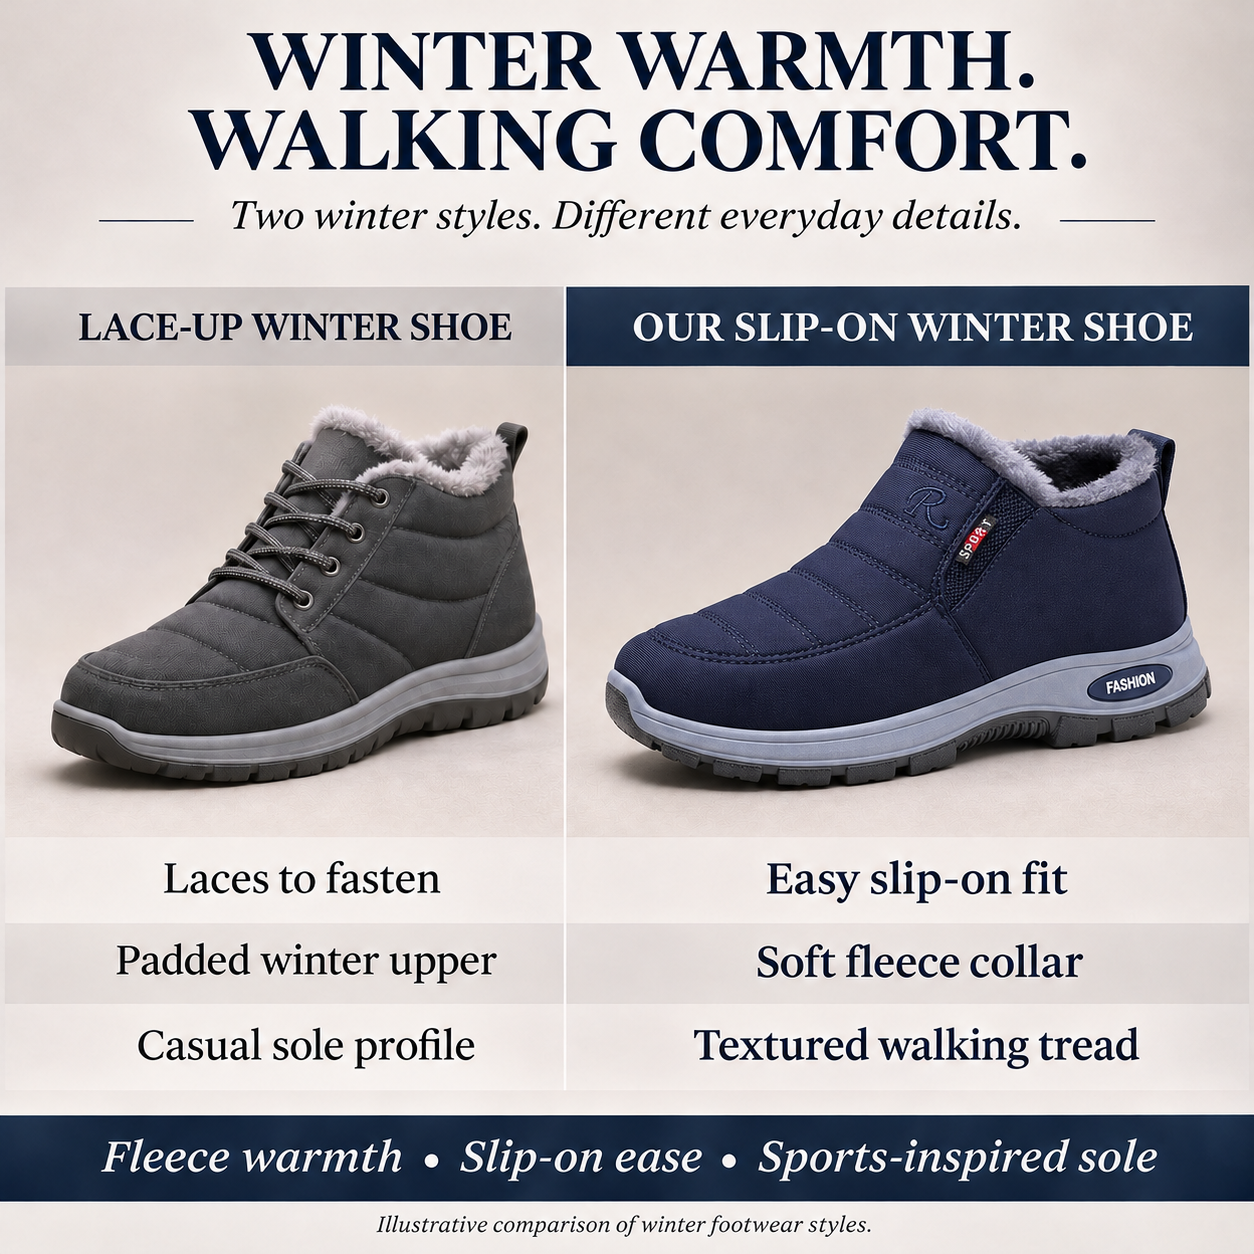 WINTER WARMTH.
WALKING COMFORT.
Two winter styles. Different everyday details.
LACE-UP WINTER SHOE
OUR SLIP-ON WINTER SHOE
R
SPORT
FASHION
Laces to fasten
Easy slip-on fit
Padded winter upper
Soft fleece collar
Casual sole profile
Textured walking tread
Fleece warmth • Slip-on ease • Sports-inspired sole
Illustrative comparison of winter footwear styles.